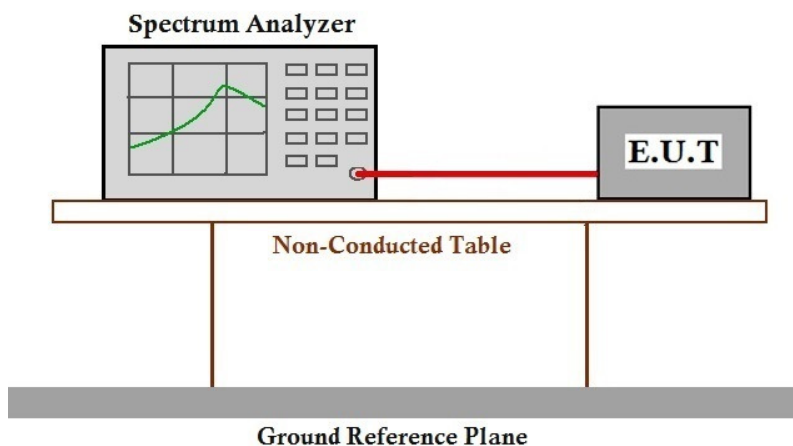 Spectrum Analyzer
E.U.T
Non-Conducted Table
Ground Reference Plane